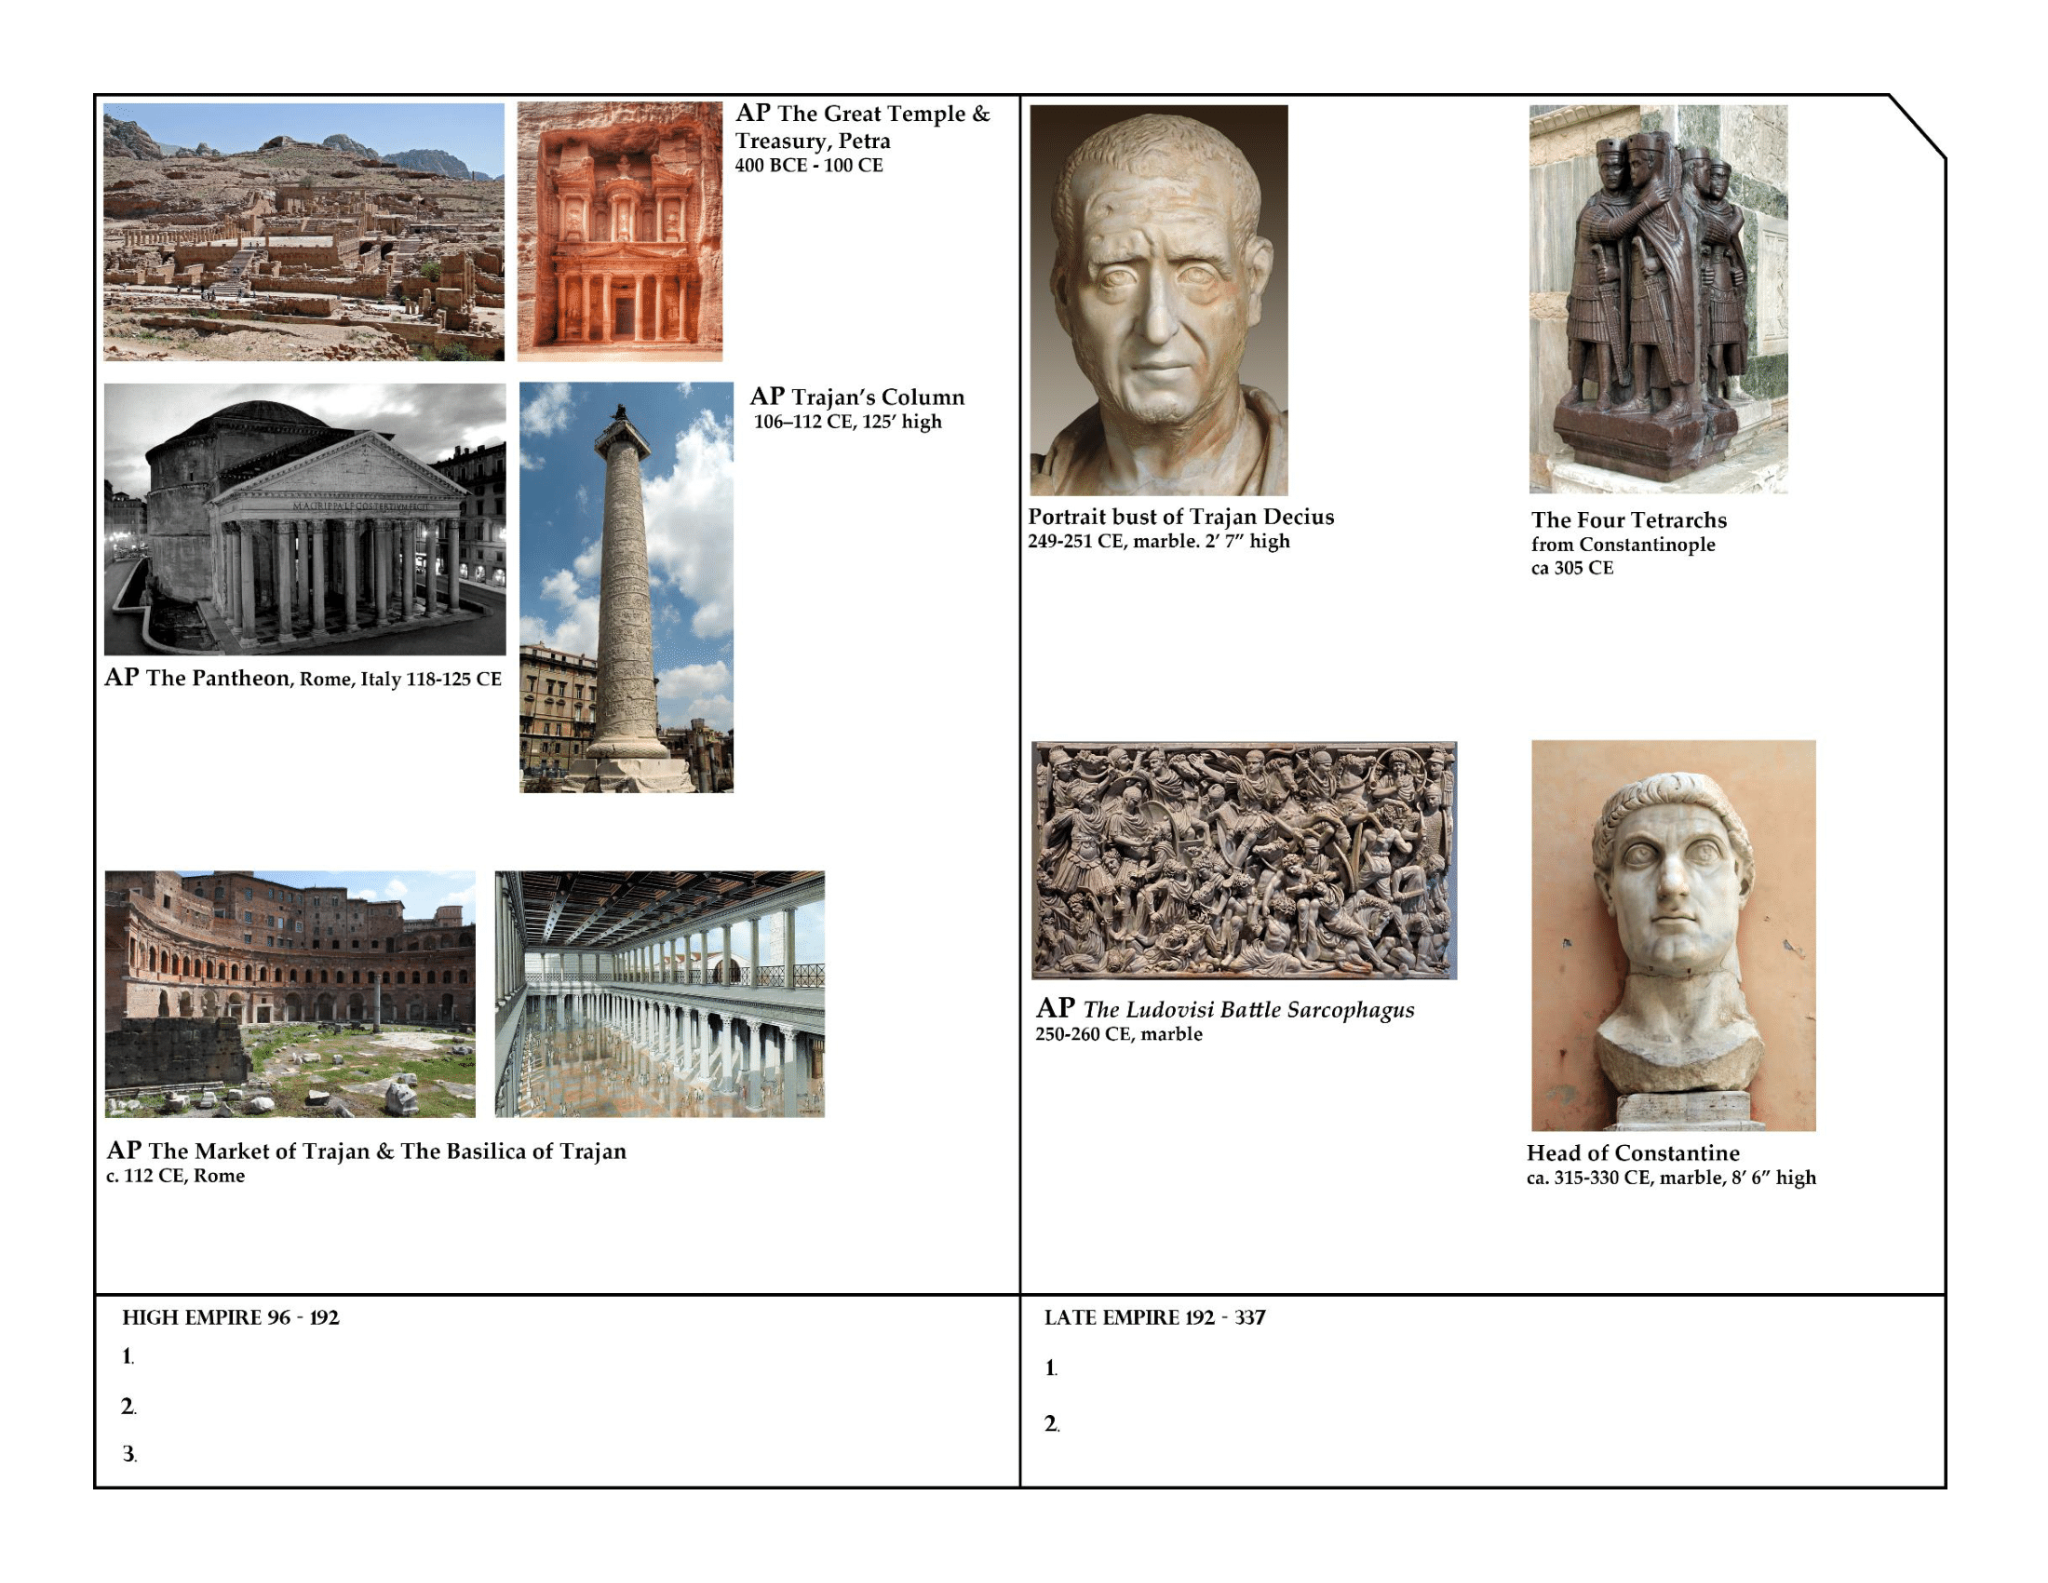 AP The Great Temple &
Treasury, Petra
400 BCE - 100 CE
AP Trajan's Column
106–112 CE, 125' high
MAGRIPPALFCOSTERTIVMFECIT
AP The Pantheon, Rome, Italy 118-125 CE
AP The Market of Trajan & The Basilica of Trajan
c. 112 CE, Rome
HIGH EMPIRE 96 - 192
1.
2.
3.
Portrait bust of Trajan Decius
249-251 CE, marble. 2' 7" high
The Four Tetrarchs
from Constantinople
ca 305 CE
AP The Ludovisi Battle Sarcophagus
250-260 CE, marble
Head of Constantine
ca. 315-330 CE, marble, 8' 6" high
LATE EMPIRE 192 - 337
1.
2.